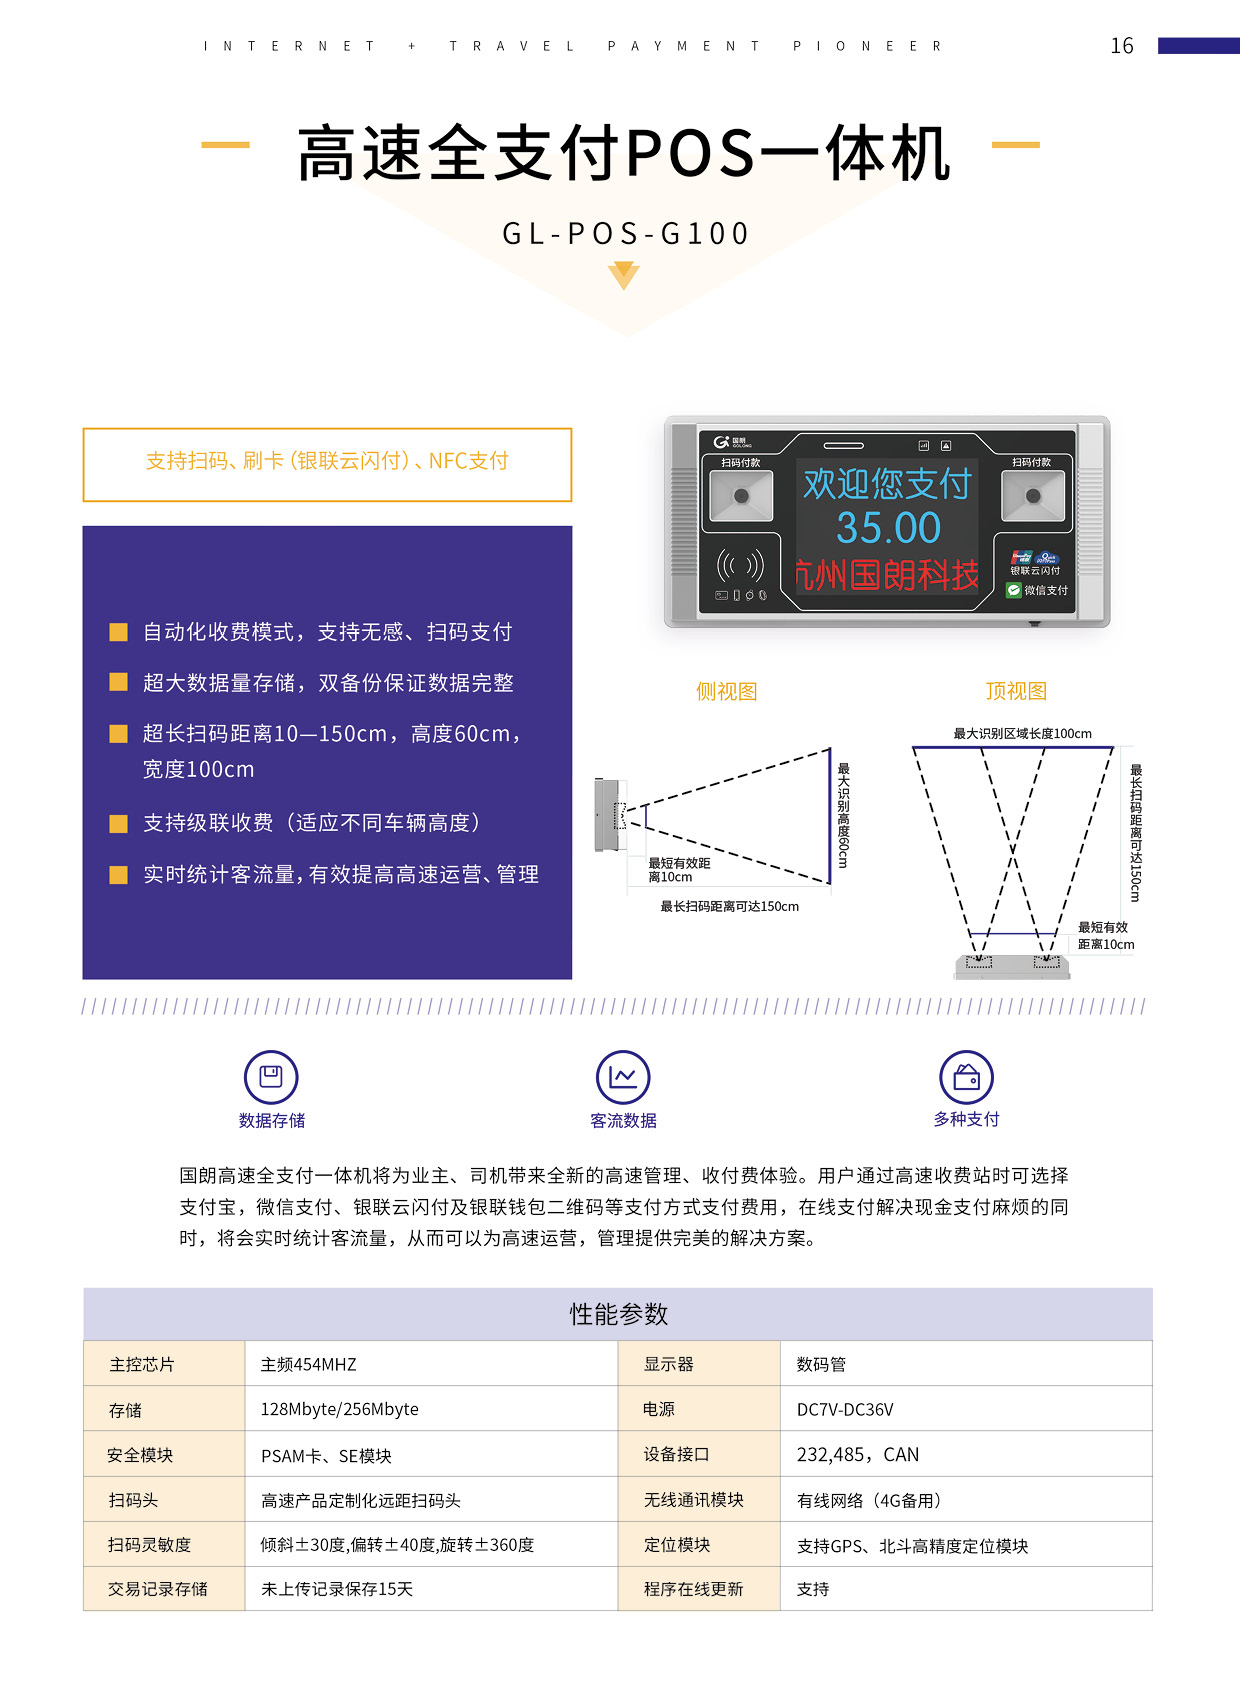 INTERNET + TRAVEL PAYMENT PIONEER
16
高速全支付POS一体机
GL-POS-G100
支持扫码、刷卡（银联云闪付）、NFC支付
自动化收费模式，支持无感、扫码支付
超大数据量存储，双备份保证数据完整
超长扫码距离10—150cm，高度60cm，
宽度100cm
支持级联收费（适应不同车辆高度）
实时统计客流量，有效提高高速运营、管理
国朗
GOLONG
扫码付款
扫码付款
欢迎您支付
35.00
杭州国朗科技
银联云闪付
微信支付
侧视图
顶视图
最大识别高度60cm
最短有效距
离10cm
最长扫码距离可达150cm
最大识别区域长度100cm
最长扫码距离可达150cm
最短有效
距离10cm
数据存储
客流数据
多种支付
国朗高速全支付一体机将为业主、司机带来全新的高速管理、收付费体验。用户通过高速收费站时可选择
支付宝，微信支付、银联云闪付及银联钱包二维码等支付方式支付费用，在线支付解决现金支付麻烦的同
时，将会实时统计客流量，从而可以为高速运营，管理提供完美的解决方案。
性能参数
主控芯片 主频454MHZ 显示器 数码管
存储 128Mbyte/256Mbyte 电源 DC7V-DC36V
安全模块 PSAM卡、SE模块 设备接口 232,485，CAN
扫码头 高速产品定制化远距扫码头 无线通讯模块 有线网络（4G备用）
扫码灵敏度 倾斜±30度,偏转±40度,旋转±360度 定位模块 支持GPS、北斗高精度定位模块
交易记录存储 未上传记录保存15天 程序在线更新 支持